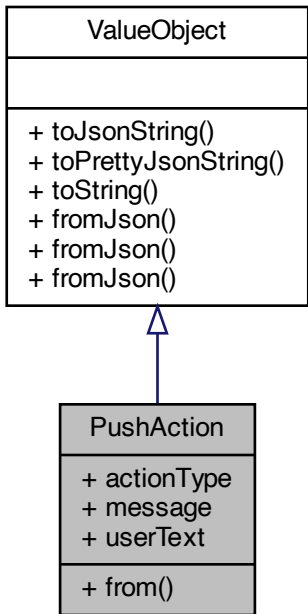 ValueObject
+ toJsonString()
+ toPrettyJsonString()
+ toString()
+ fromJson()
+ fromJson()
+ fromJson()
PushAction
+ actionType
+ message
+ userText
+ from()